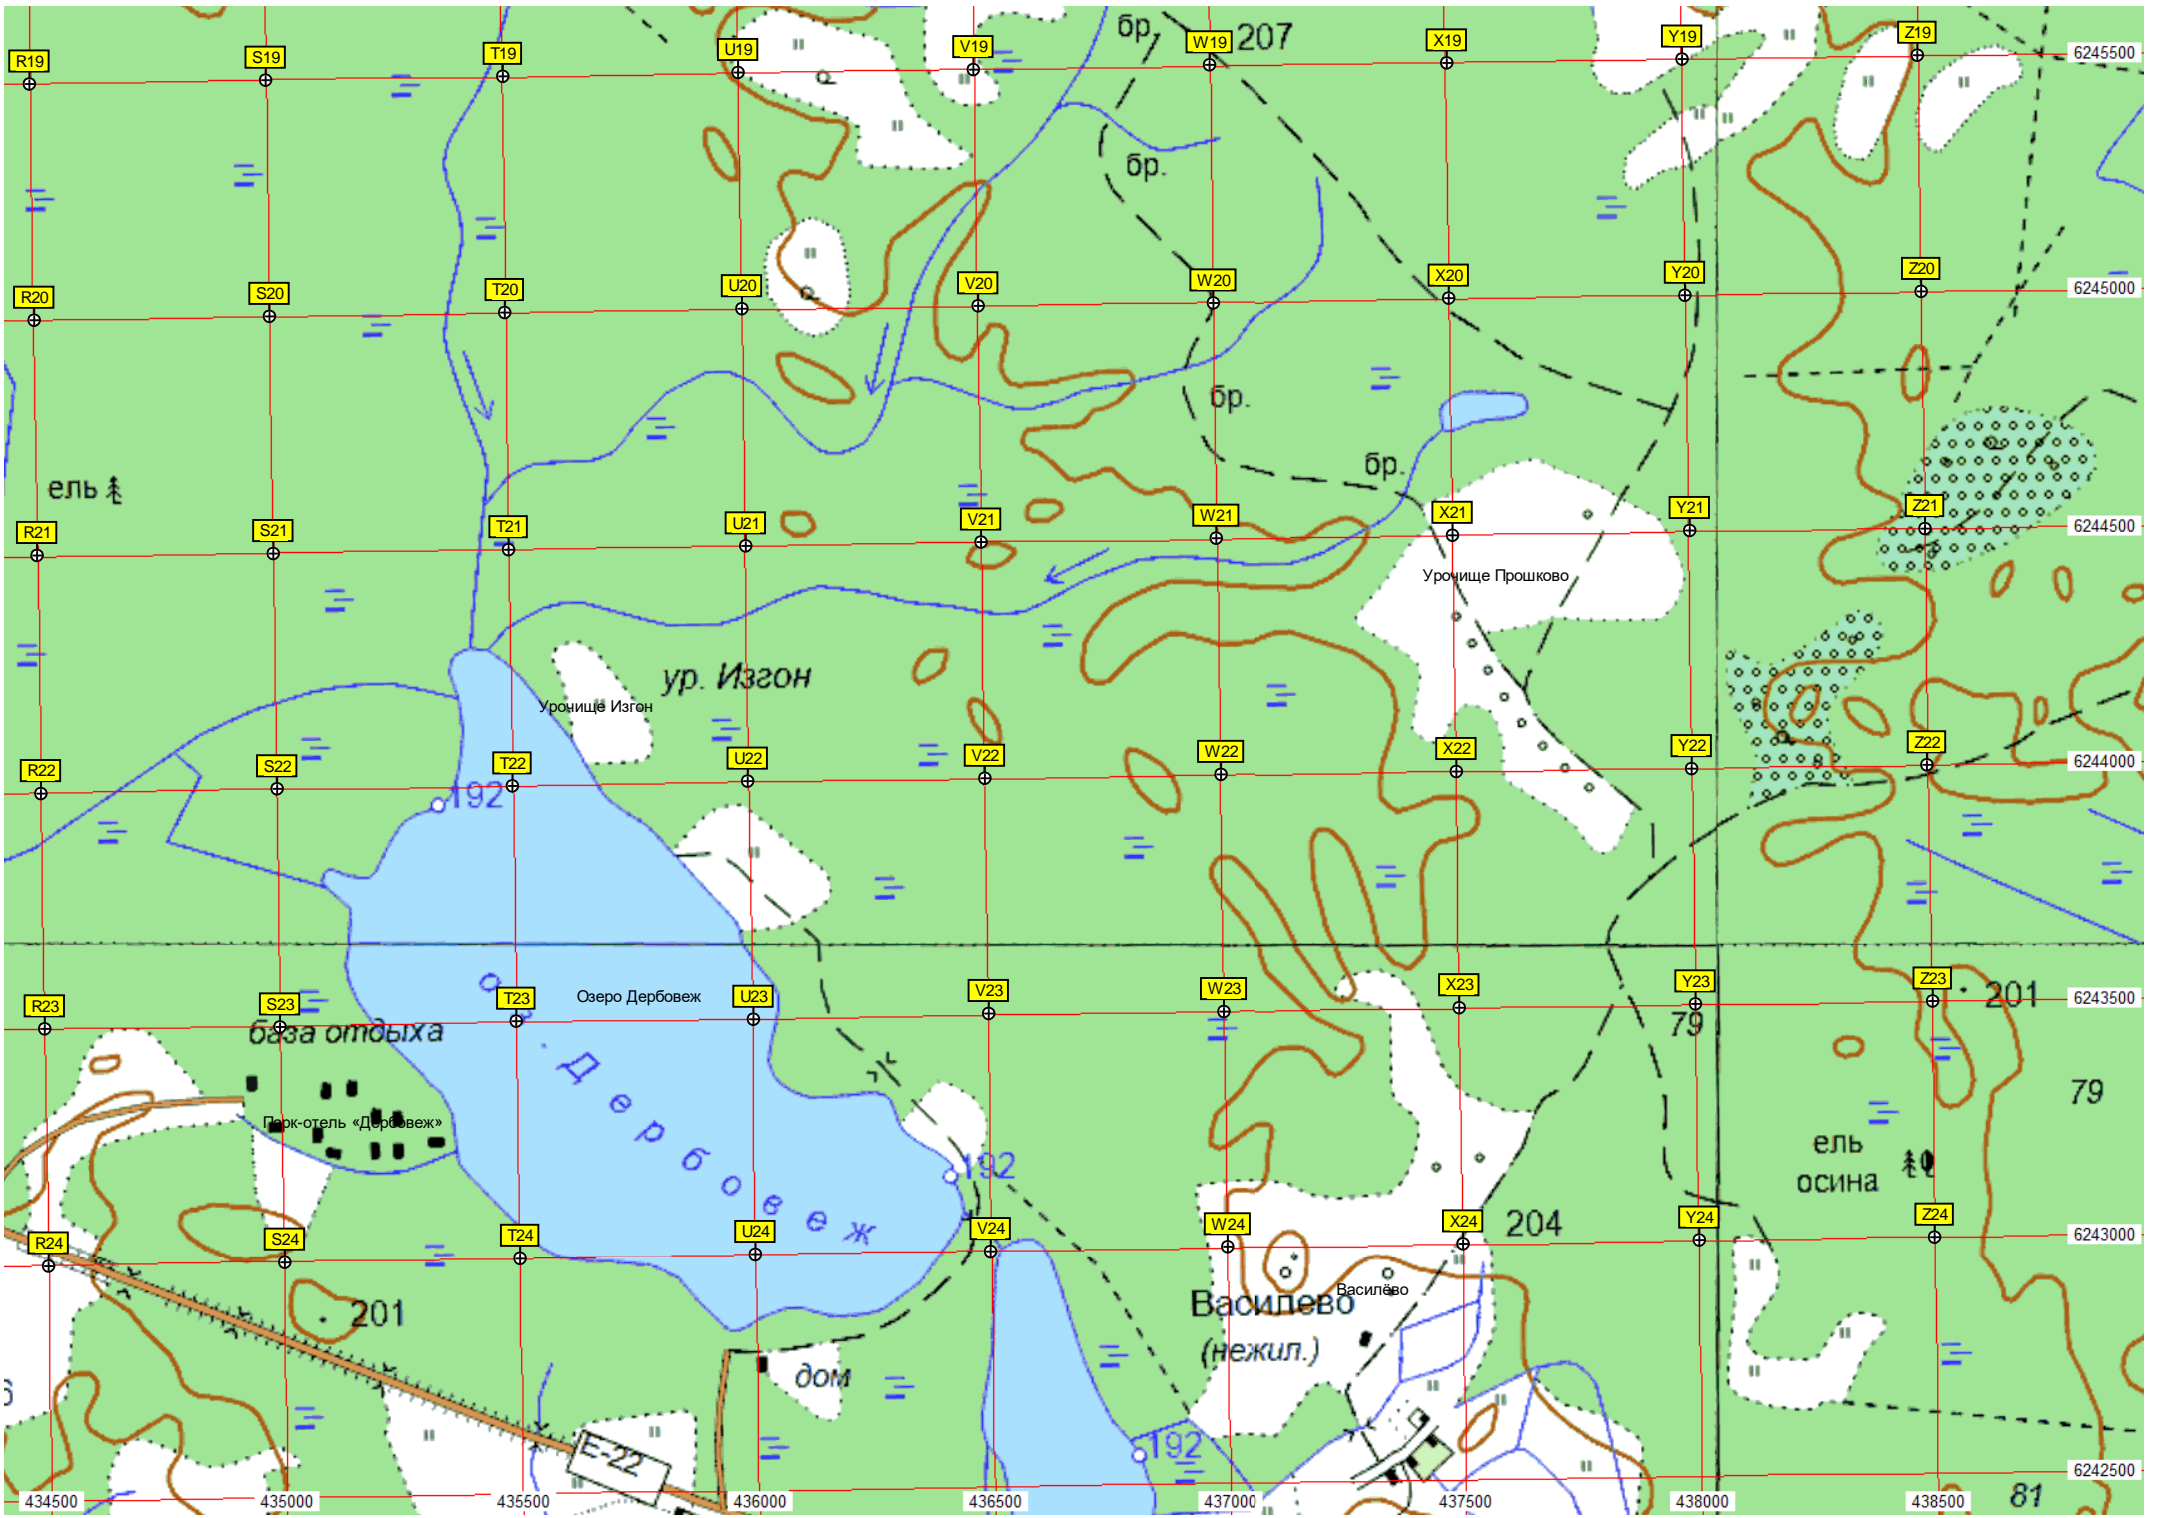 бр.
207
R19
S19
T19
U19
V19
W19
X19
Y19
Z19
6245500
бр.
R20
S20
T20
U20
V20
W20
X20
Y20
Z20
6245000
бр.
бр.
ель
R21
S21
T21
U21
V21
W21
X21
Y21
Z21
6244500
Урочище Прошково
ур. Изгон
Урочище Изгон
R22
S22
T22
U22
V22
W22
X22
Y22
Z22
6244000
192
R23
S23
T23
Озеро Дербовеж
U23
V23
W23
X23
Y23
Z23
201
6243500
79
база отдыха
о. Дербовеж
79
Парк-отель «Дербовеж»
ель
осина
192
R24
S24
T24
U24
V24
W24
X24
204
Y24
Z24
6243000
201
Василёво
Василево
(нежил.)
дом
192
E-22
6242500
434500
435000
435500
436000
436500
437000
437500
438000
438500
81